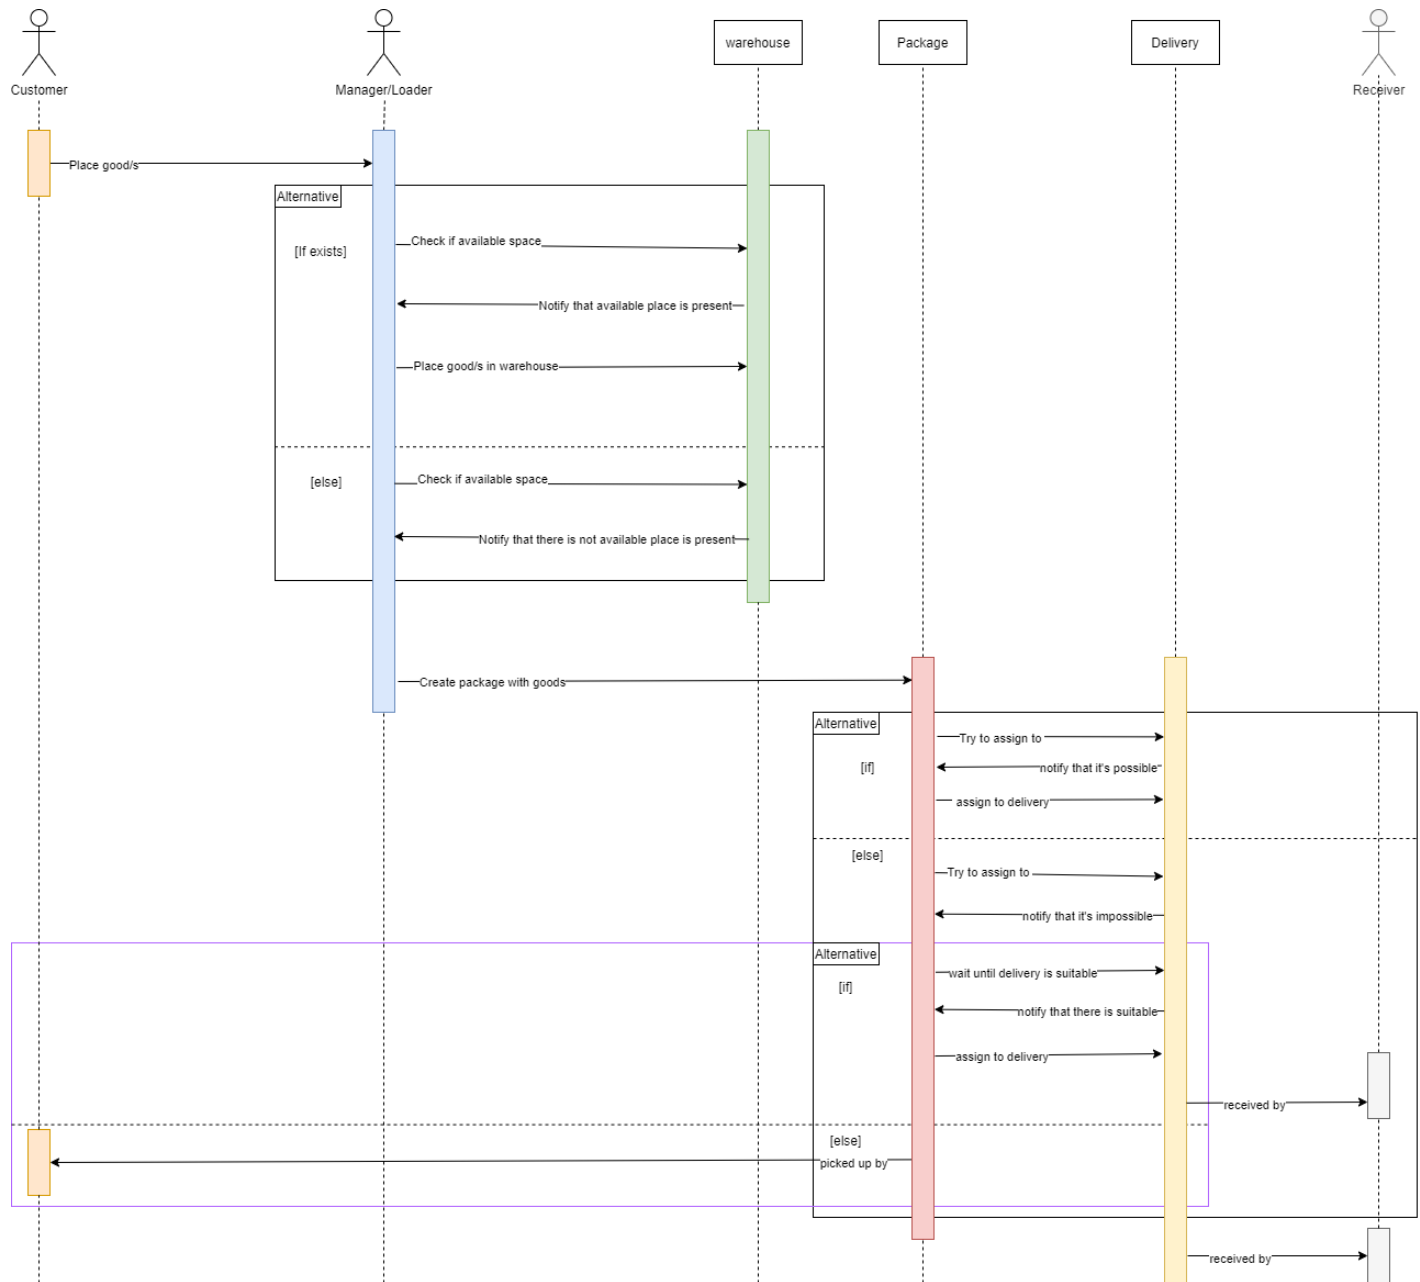 Customer
Manager/Loader
warehouse
Package
Delivery
Receiver
Place good/s
Alternative
[If exists]
Check if available space
Notify that available place is present
Place good/s in warehouse
[else]
Check if available space
Notify that there is not available place is present
Create package with goods
Alternative
Try to assign to
[if]
notify that it's possible
assign to delivery
[else]
Try to assign to
notify that it's impossible
Alternative
wait until delivery is suitable
[if]
notify that there is suitable
assign to delivery
received by
[else]
picked up by
received by